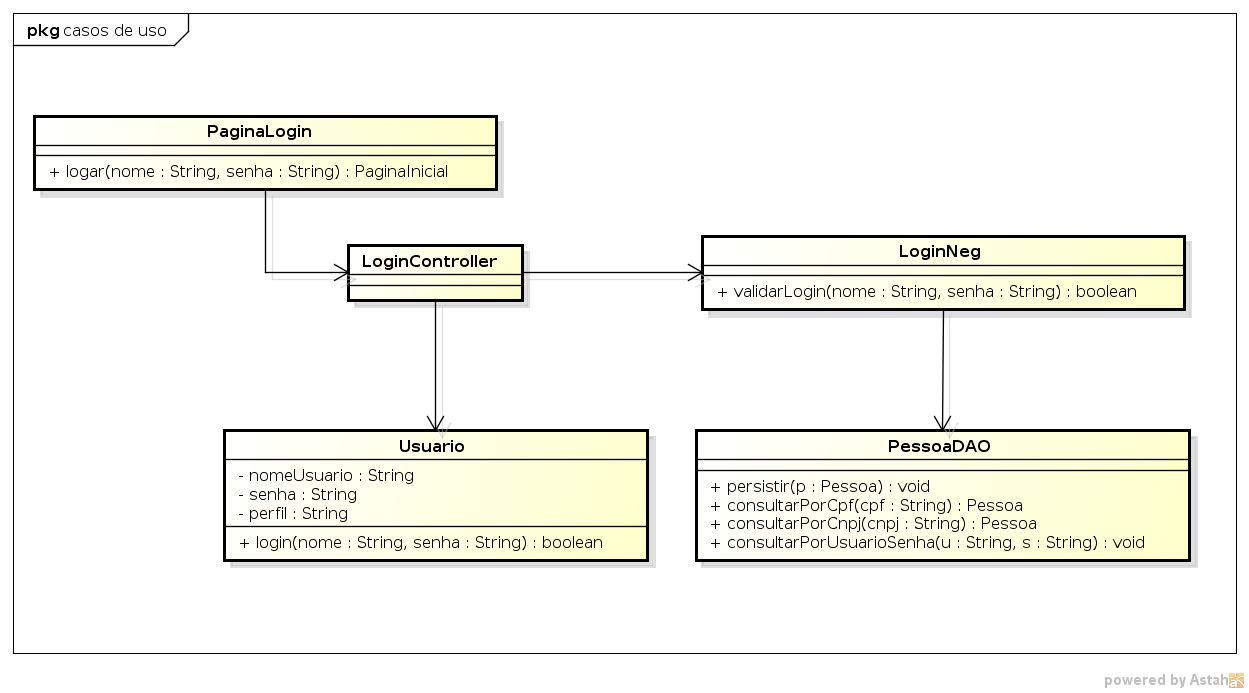 pkg casos de uso
PaginaLogin
+ logar(nome : String, senha : String) : PaginaInicial
LoginController
LoginNeg
+ validarLogin(nome : String, senha : String) : boolean
Usuario
- nomeUsuario : String
- senha : String
- perfil : String
+ login(nome : String, senha : String) : boolean
PessoaDAO
+ persistir(p : Pessoa) : void
+ consultarPorCpf(cpf : String) : Pessoa
+ consultarPorCnpj(cnpj : String) : Pessoa
+ consultarPorUsuarioSenha(u : String, s : String) : void
powered by Astah